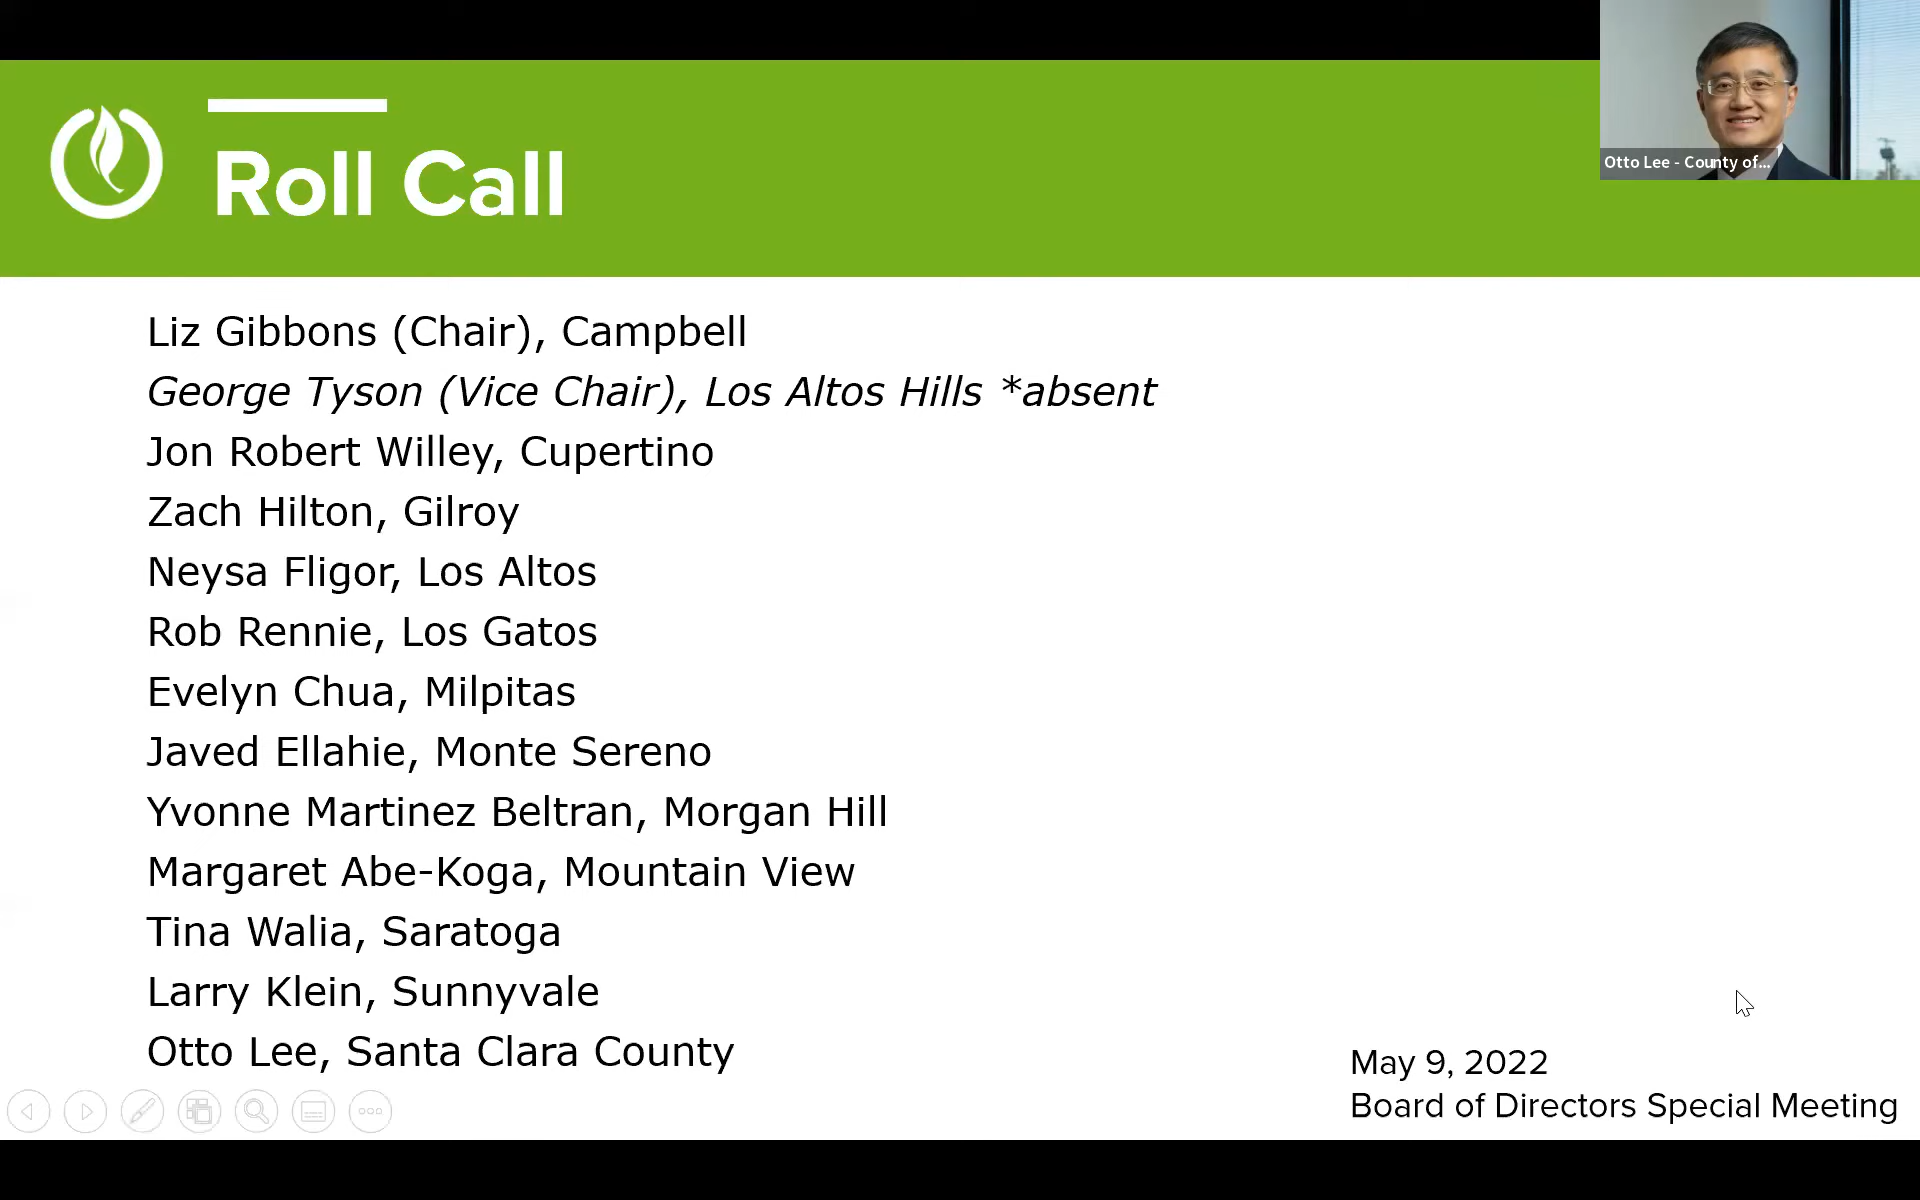 Roll Call
Otto Lee - County of...
Liz Gibbons (Chair), Campbell
George Tyson (Vice Chair), Los Altos Hills *absent
Jon Robert Willey, Cupertino
Zach Hilton, Gilroy
Neysa Fligor, Los Altos
Rob Rennie, Los Gatos
Evelyn Chua, Milpitas
Javed Ellahie, Monte Sereno
Yvonne Martinez Beltran, Morgan Hill
Margaret Abe-Koga, Mountain View
Tina Walia, Saratoga
Larry Klein, Sunnyvale
Otto Lee, Santa Clara County
May 9, 2022
Board of Directors Special Meeting